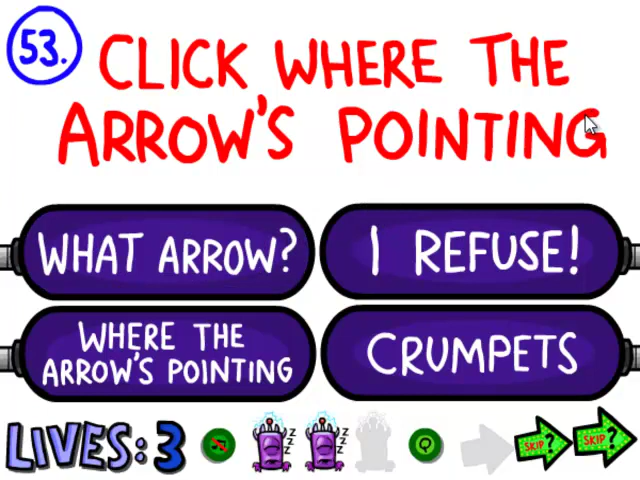 53.
CLICK WHERE THE
ARROW'S POINTING
WHAT ARROW?
I REFUSE!
WHERE THE
ARROW'S POINTING
CRUMPETS
LIVES: 3
Z
Z
Z
Z
Z
Z
SKIP?
SKIP?